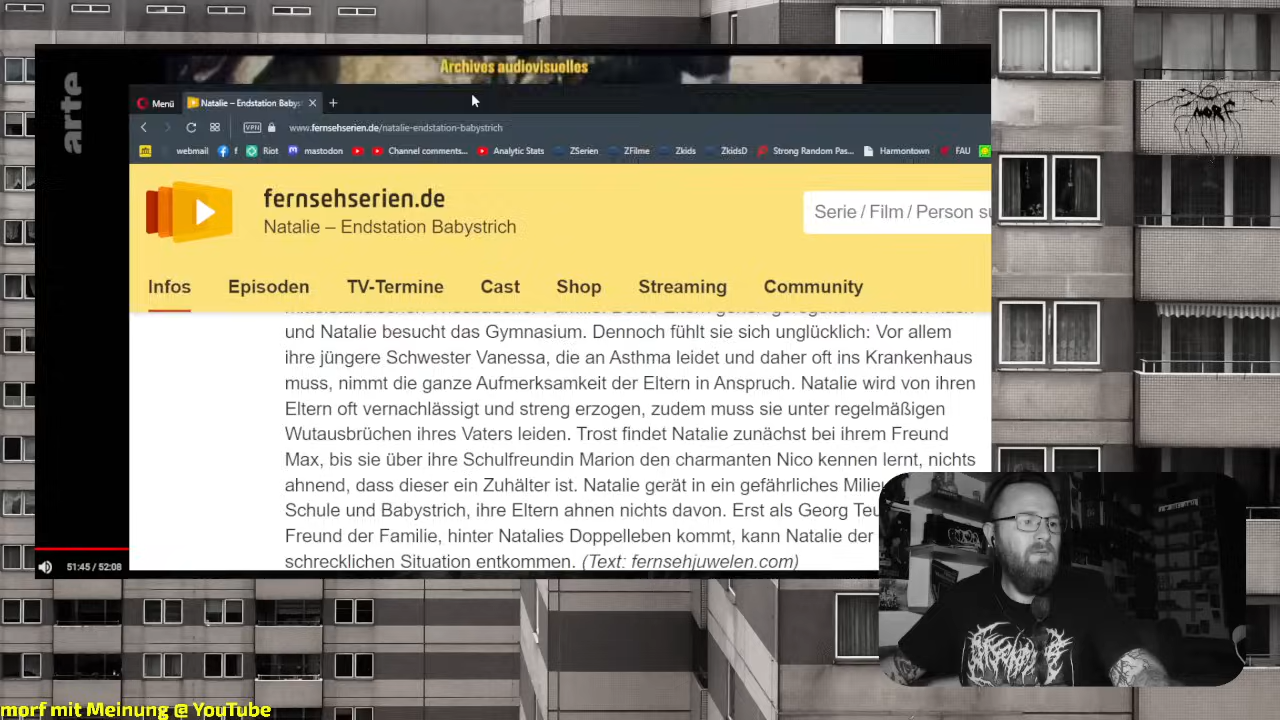 Archives audiovisuelles
arte
Menü
Natalie – Endstation Babys
VPN
www.fernsehserien.de/natalie-endstation-babystrich
webmail f Riot mastodon Channel comments... Analytic Stats ZSerien ZFilme Zkids ZkidsD Strong Random Pas... Harmontown FAU
fernsehserien.de
Natalie – Endstation Babystrich
Serie / Film / Person su
Infos Episoden TV-Termine Cast Shop Streaming Community
und Natalie besucht das Gymnasium. Dennoch fühlt sie sich unglücklich: Vor allem
ihre jüngere Schwester Vanessa, die an Asthma leidet und daher oft ins Krankenhaus
muss, nimmt die ganze Aufmerksamkeit der Eltern in Anspruch. Natalie wird von ihren
Eltern oft vernachlässigt und streng erzogen, zudem muss sie unter regelmäßigen
Wutausbrüchen ihres Vaters leiden. Trost findet Natalie zunächst bei ihrem Freund
Max, bis sie über ihre Schulfreundin Marion den charmanten Nico kennen lernt, nichts
ahnend, dass dieser ein Zuhälter ist. Natalie gerät in ein gefährliches Milieu
Schule und Babystrich, ihre Eltern ahnen nichts davon. Erst als Georg Teu
Freund der Familie, hinter Natalies Doppelleben kommt, kann Natalie der
schrecklichen Situation entkommen. (Text: fernsehjuwelen.com)
51:45 / 52:08
MORF
morf mit Meinung @ YouTube